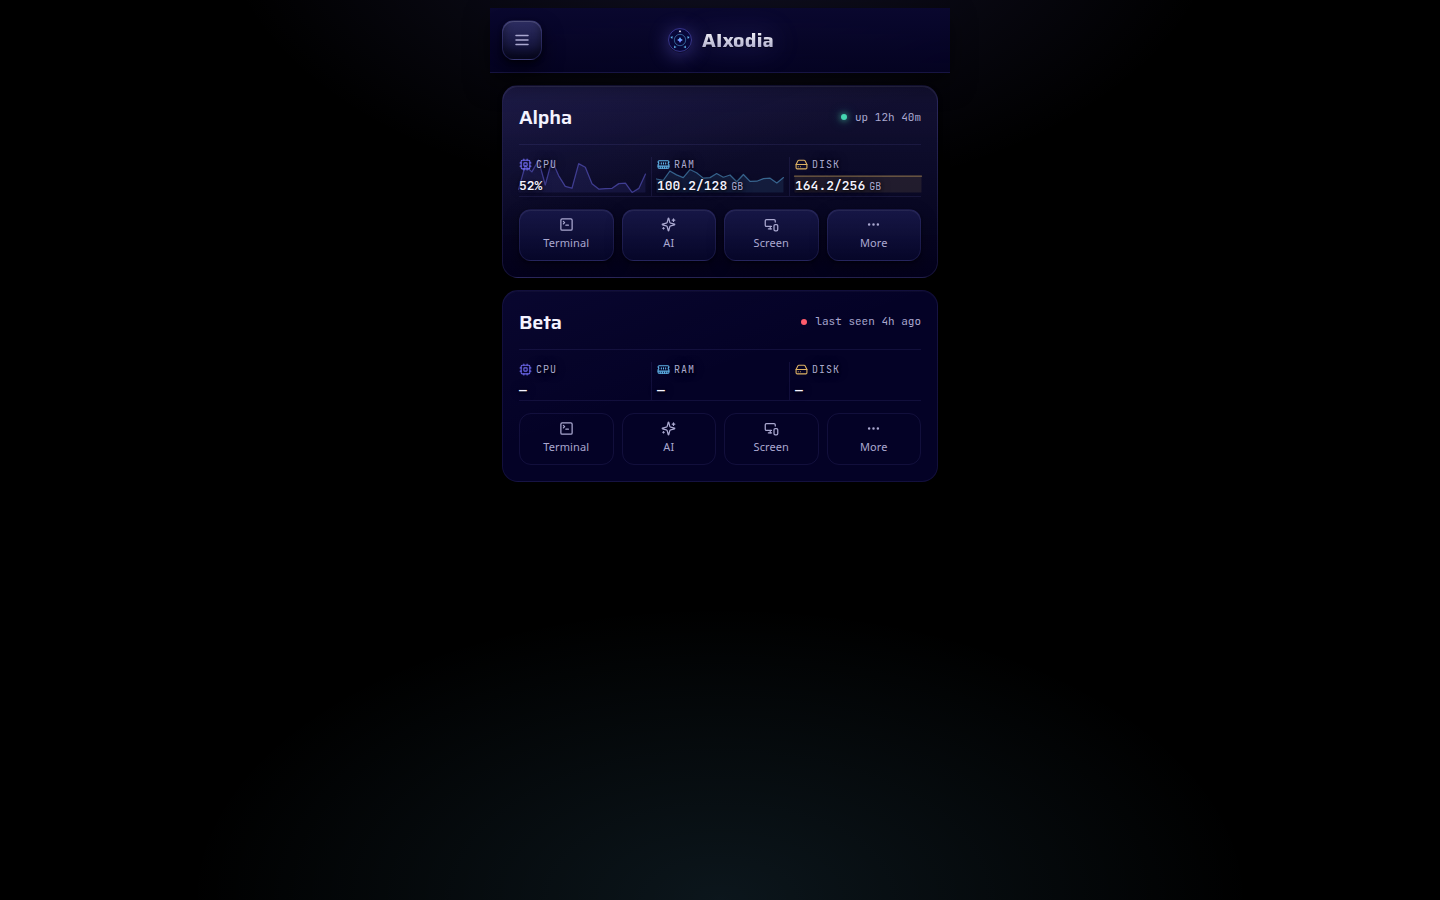 AIxodia
Alpha
up 12h 40m
CPU
RAM
DISK
52%
100.2/128 GB
164.2/256 GB
Terminal
AI
Screen
More
Beta
last seen 4h ago
CPU
RAM
DISK
—
—
—
Terminal
AI
Screen
More